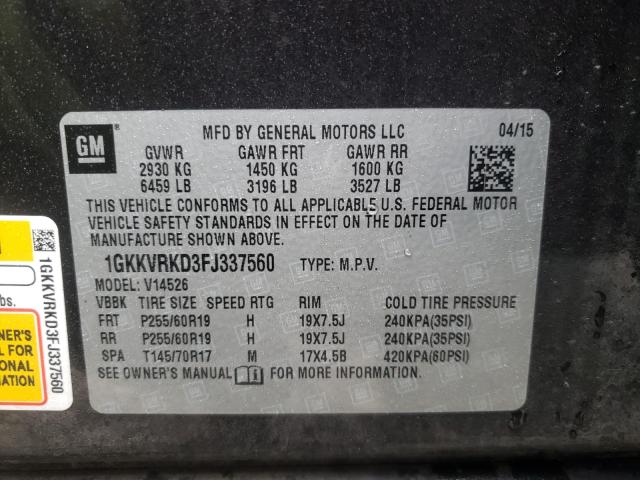 GM
MFD BY GENERAL MOTORS LLC 04/15
GVWR GAWR FRT GAWR RR
2930 KG 1450 KG 1600 KG
6459 LB 3196 LB 3527 LB
THIS VEHICLE CONFORMS TO ALL APPLICABLE U.S. FEDERAL MOTOR
VEHICLE SAFETY STANDARDS IN EFFECT ON THE DATE OF
MANUFACTURE SHOWN ABOVE.
1GKKVRKD3FJ337560 TYPE: M.P.V.
MODEL: V14526
VBBK TIRE SIZE SPEED RTG RIM COLD TIRE PRESSURE
FRT P255/60R19 H 19X7.5J 240KPA(35PSI)
RR P255/60R19 H 19X7.5J 240KPA(35PSI)
SPA T145/70R17 M 17X4.5B 420KPA(60PSI)
SEE OWNER'S MANUAL FOR MORE INFORMATION.
1GKKVRKD3FJ337560
lbs.
NER'S
L FOR
IONAL
ATION